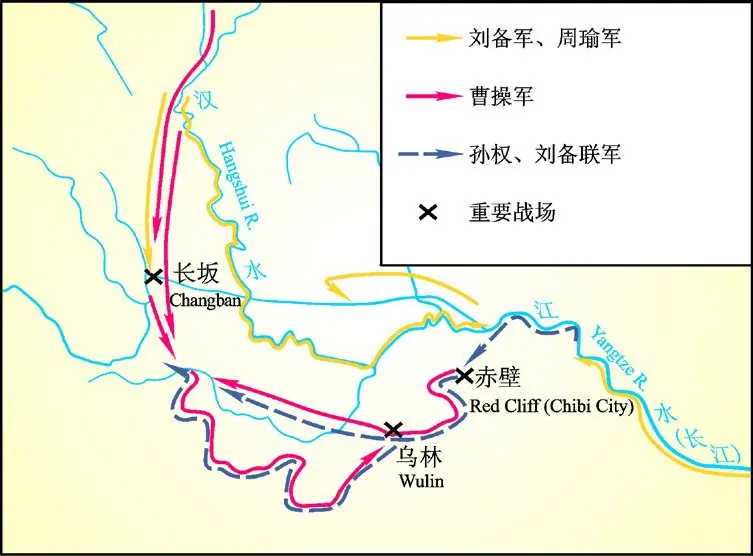 刘备军、周瑜军
曹操军
孙权、刘备联军
重要战场
汉
Hangshui R.
水
长坂
Changban
江
Yangtze R.
水(长江)
赤壁
Red Cliff (Chibi City)
乌林
Wulin